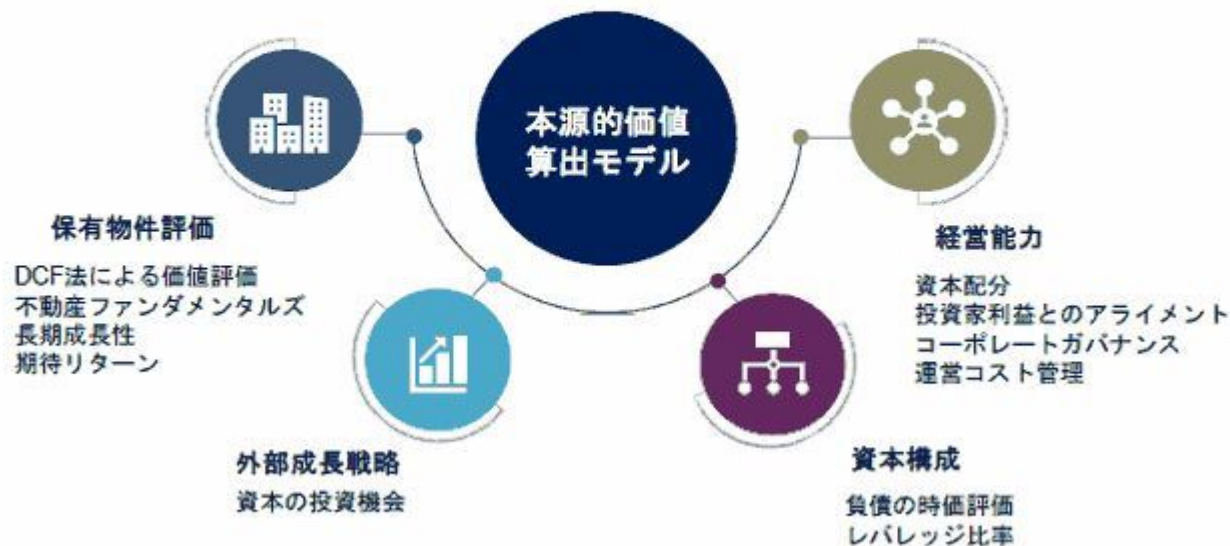 本源的価値
算出モデル
保有物件評価
DCF法による価値評価
不動産ファンダメンタルズ
長期成長性
期待リターン
外部成長戦略
資本の投資機会
資本構成
負債の時価評価
レバレッジ比率
経営能力
資本配分
投資家利益とのアライメント
コーポレートガバナンス
運営コスト管理